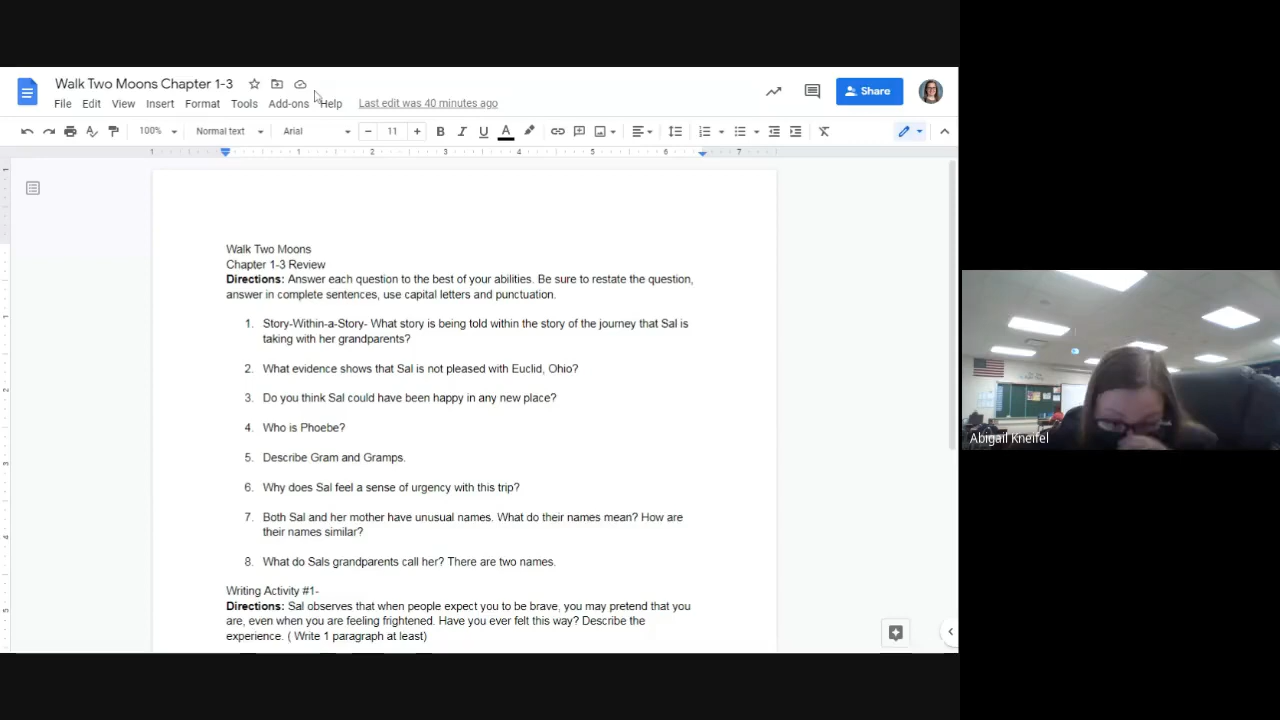 Walk Two Moons Chapter 1-3
File Edit View Insert Format Tools Add-ons Help Last edit was 40 minutes ago
Share
100% Normal text Arial 11 B I U A
1 1 2 3 4 5 6 7
Walk Two Moons
Chapter 1-3 Review
Directions: Answer each question to the best of your abilities. Be sure to restate the question,
answer in complete sentences, use capital letters and punctuation.
1. Story-Within-a-Story- What story is being told within the story of the journey that Sal is
taking with her grandparents?
2. What evidence shows that Sal is not pleased with Euclid, Ohio?
3. Do you think Sal could have been happy in any new place?
4. Who is Phoebe?
5. Describe Gram and Gramps.
6. Why does Sal feel a sense of urgency with this trip?
7. Both Sal and her mother have unusual names. What do their names mean? How are
their names similar?
8. What do Sals grandparents call her? There are two names.
Writing Activity #1-
Directions: Sal observes that when people expect you to be brave, you may pretend that you
are, even when you are feeling frightened. Have you ever felt this way? Describe the
experience. ( Write 1 paragraph at least)
Abigail Kneifel